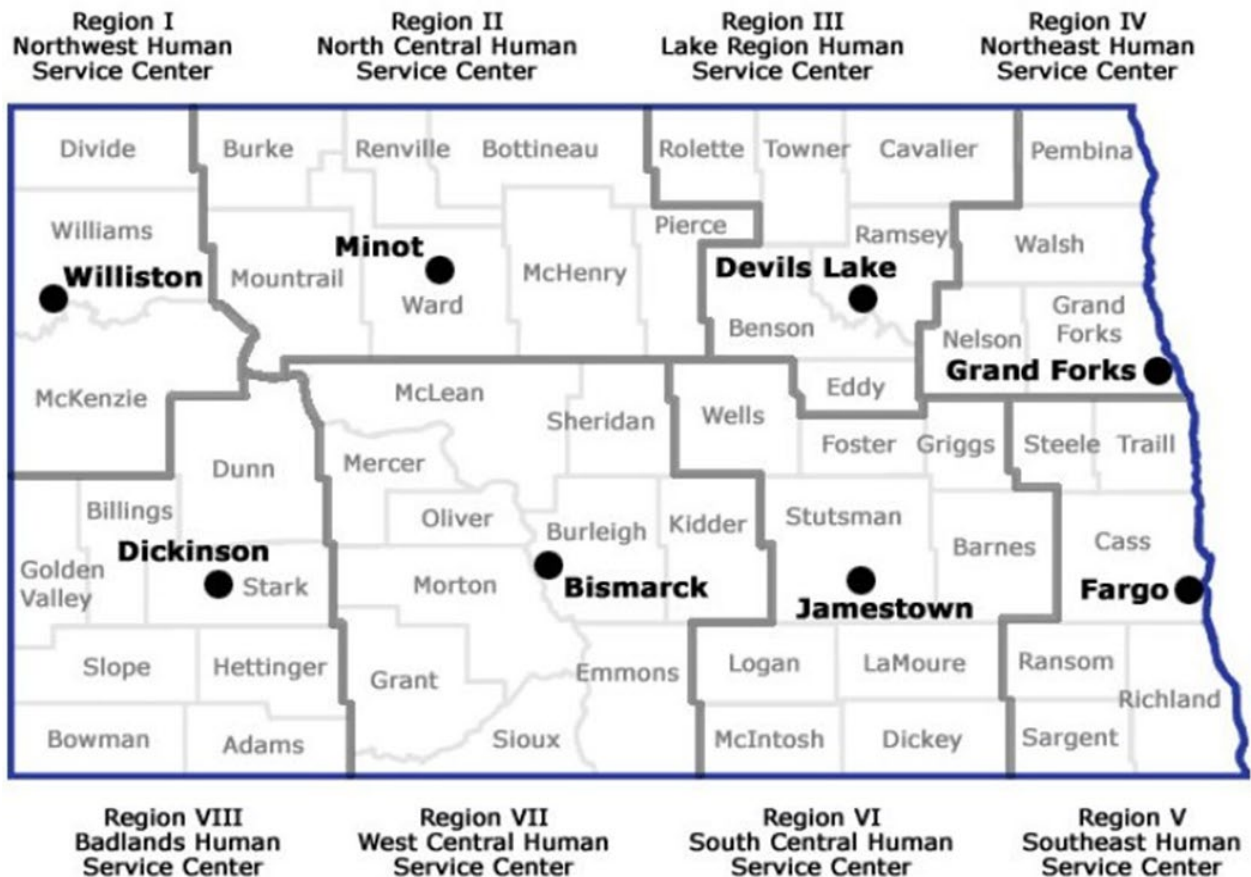 Region I
Northwest Human
Service Center
Region II
North Central Human
Service Center
Region III
Lake Region Human
Service Center
Region IV
Northeast Human
Service Center
Divide
Burke
Renville
Bottineau
Rolette
Towner
Cavalier
Pembina
Williams
Pierce
Ramsey
Walsh
Minot
Williston
Mountrail
McHenry
Devils Lake
Ward
Benson
Nelson
Grand
Forks
Grand Forks
McKenzie
McLean
Sheridan
Wells
Eddy
Foster
Griggs
Steele
Traill
Dunn
Mercer
Billings
Oliver
Burleigh
Kidder
Stutsman
Barnes
Cass
Dickinson
Golden
Valley
Stark
Morton
Bismarck
Jamestown
Fargo
Slope
Hettinger
Grant
Emmons
Logan
LaMoure
Ransom
Richland
Bowman
Adams
Sioux
McIntosh
Dickey
Sargent
Region VIII
Badlands Human
Service Center
Region VII
West Central Human
Service Center
Region VI
South Central Human
Service Center
Region V
Southeast Human
Service Center